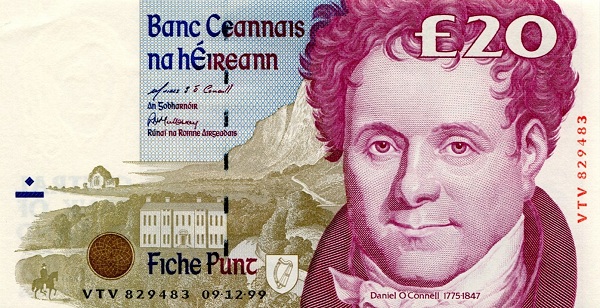 Banc Ceannais
na hÉireann
£20
An Gobharnóir
Rúnaí na Roinne Airgeadais
VTV 829483
Fiche Punt
VTV 829483 09·12·99
Daniel O'Connell 1775-1847